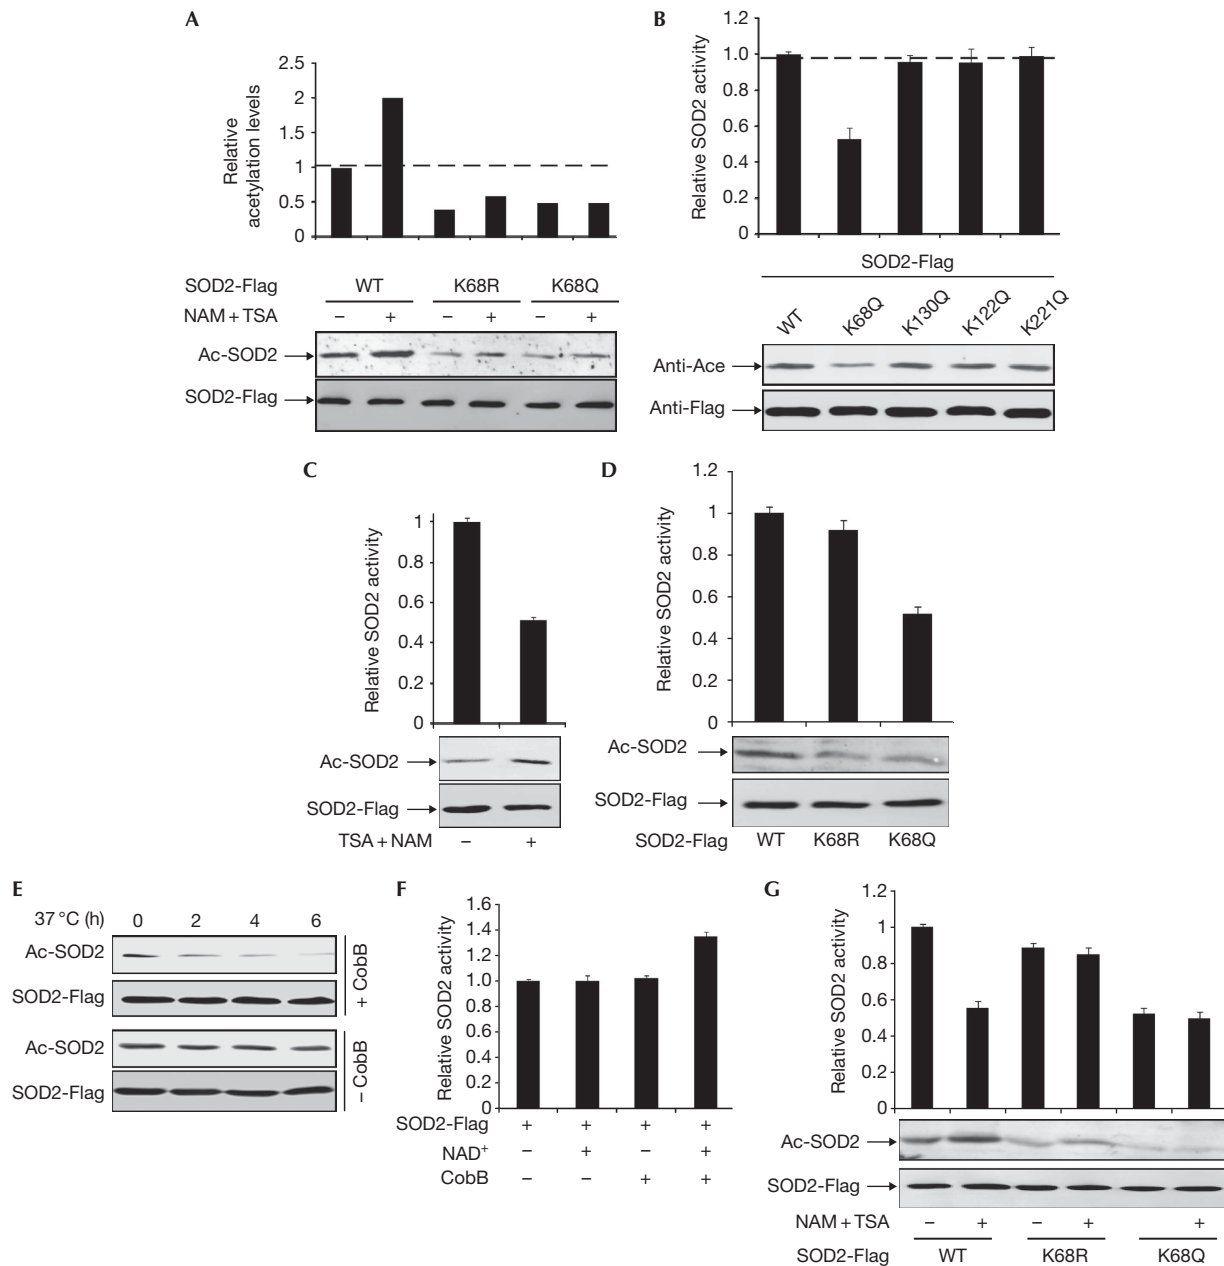 A
Relative acetylation levels
2.5
2
1.5
1
0.5
0
SOD2-Flag WT K68R K68Q
NAM + TSA − + − + − +
Ac-SOD2
SOD2-Flag
B
Relative SOD2 activity
1.2
1.0
0.8
0.6
0.4
0.2
0
SOD2-Flag
WT K68Q K130Q K122Q K221Q
Anti-Ace
Anti-Flag
C
Relative SOD2 activity
1
0.8
0.6
0.4
0.2
0
Ac-SOD2
SOD2-Flag
TSA + NAM − +
D
Relative SOD2 activity
1.2
1
0.8
0.6
0.4
0.2
0
Ac-SOD2
SOD2-Flag
SOD2-Flag WT K68R K68Q
E
37 °C (h) 0 2 4 6
Ac-SOD2
SOD2-Flag
+ CobB
Ac-SOD2
SOD2-Flag
− CobB
F
Relative SOD2 activity
1.6
1.4
1.2
1.0
0.8
0.6
0.4
0.2
0
SOD2-Flag + + + +
NAD+ − + − +
CobB − − + +
G
Relative SOD2 activity
1.2
1
0.8
0.6
0.4
0.2
0
Ac-SOD2
SOD2-Flag
NAM + TSA − + − + +
SOD2-Flag WT K68R K68Q